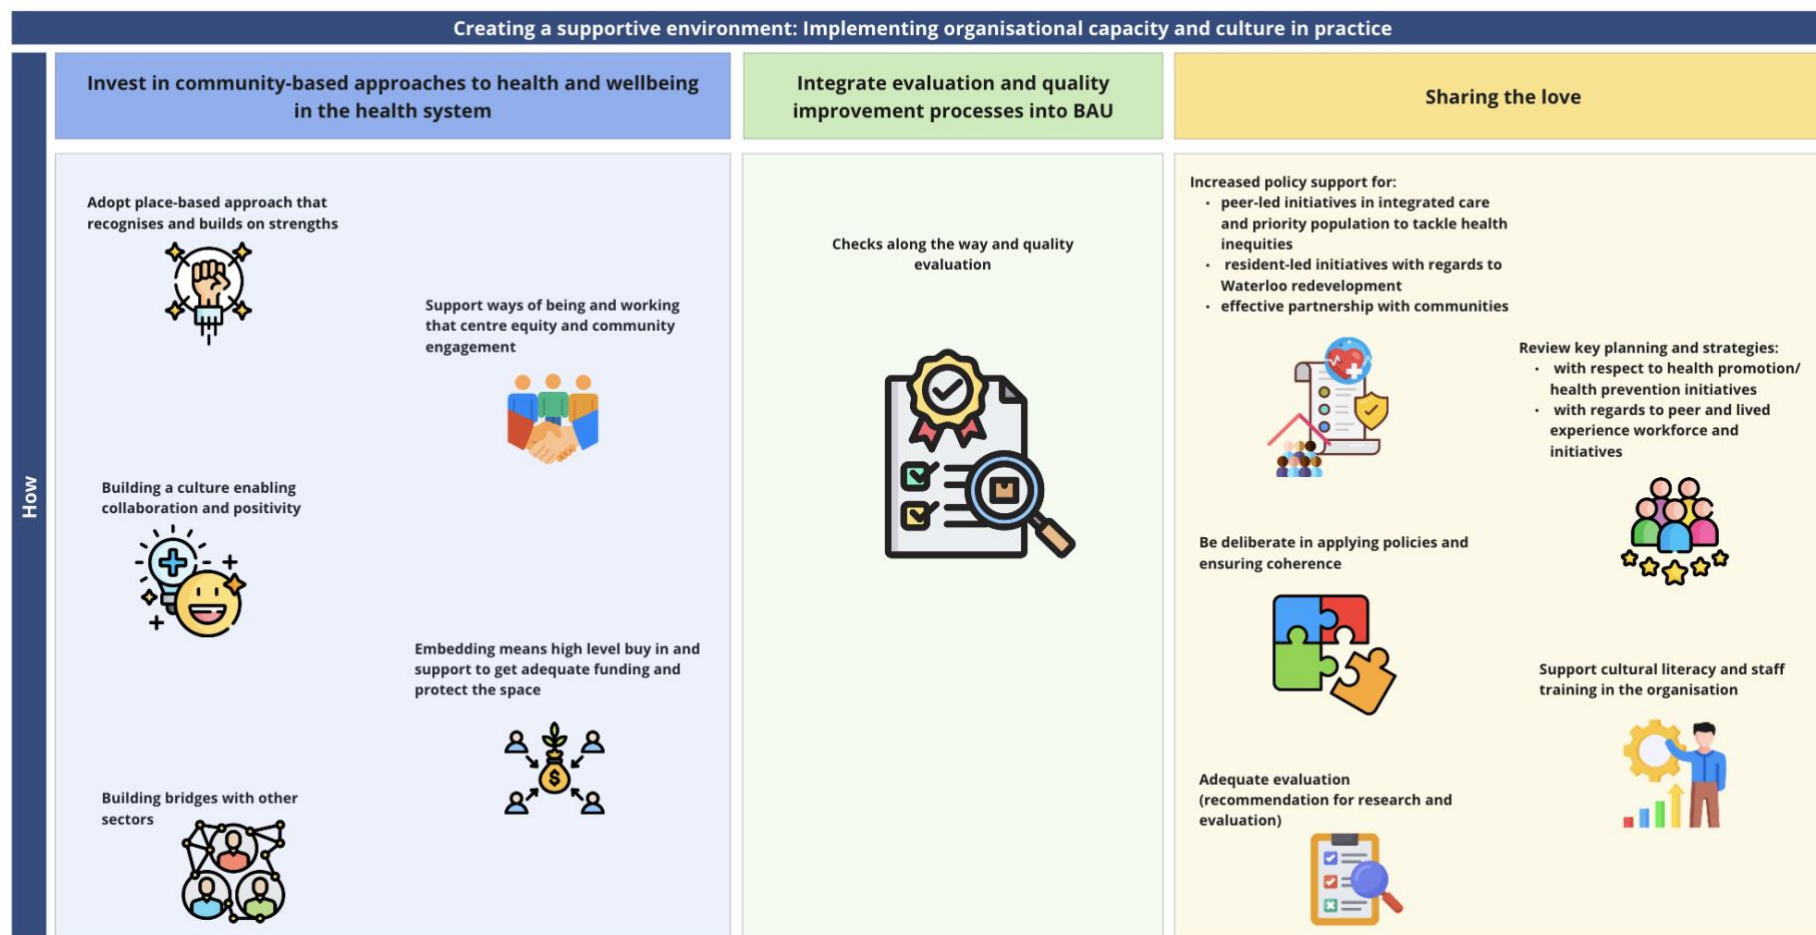 Creating a supportive environment: Implementing organisational capacity and culture in practice
How
Invest in community-based approaches to health and wellbeing
in the health system
Adopt place-based approach that
recognises and builds on strengths
Support ways of being and working
that centre equity and community
engagement
Building a culture enabling
collaboration and positivity
Embedding means high level buy in and
support to get adequate funding and
protect the space
Building bridges with other
sectors
Integrate evaluation and quality
improvement processes into BAU
Checks along the way and quality
evaluation
Sharing the love
Increased policy support for:
· peer-led initiatives in integrated care
and priority population to tackle health
inequities
· resident-led initiatives with regards to
Waterloo redevelopment
· effective partnership with communities
Review key planning and strategies:
· with respect to health promotion/
health prevention initiatives
· with regards to peer and lived
experience workforce and
initiatives
Be deliberate in applying policies and
ensuring coherence
Support cultural literacy and staff
training in the organisation
Adequate evaluation
(recommendation for research and
evaluation)